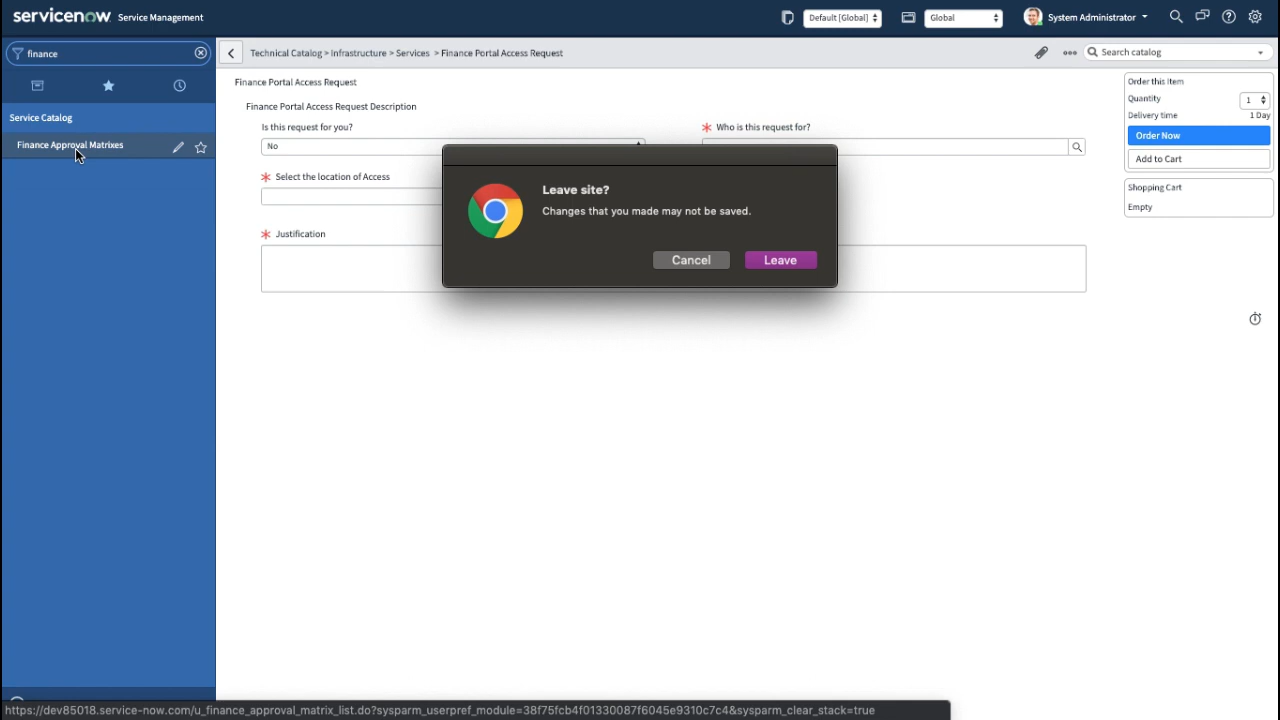 servicenow Service Management
Default [Global]
Global
System Administrator
finance
Technical Catalog > Infrastructure > Services > Finance Portal Access Request
Search catalog
Service Catalog
Finance Approval Matrixes
Finance Portal Access Request
Finance Portal Access Request Description
Is this request for you?
No
Who is this request for?
Select the location of Access
Justification
Leave site?
Changes that you made may not be saved.
Cancel
Leave
Order this Item
Quantity
1
Delivery time
1 Day
Order Now
Add to Cart
Shopping Cart
Empty
https://dev85018.service-now.com/u_finance_approval_matrix_list.do?sysparm_userpref_module=38f75fcb4f01330087f6045e9310c7c4&sysparm_clear_stack=true